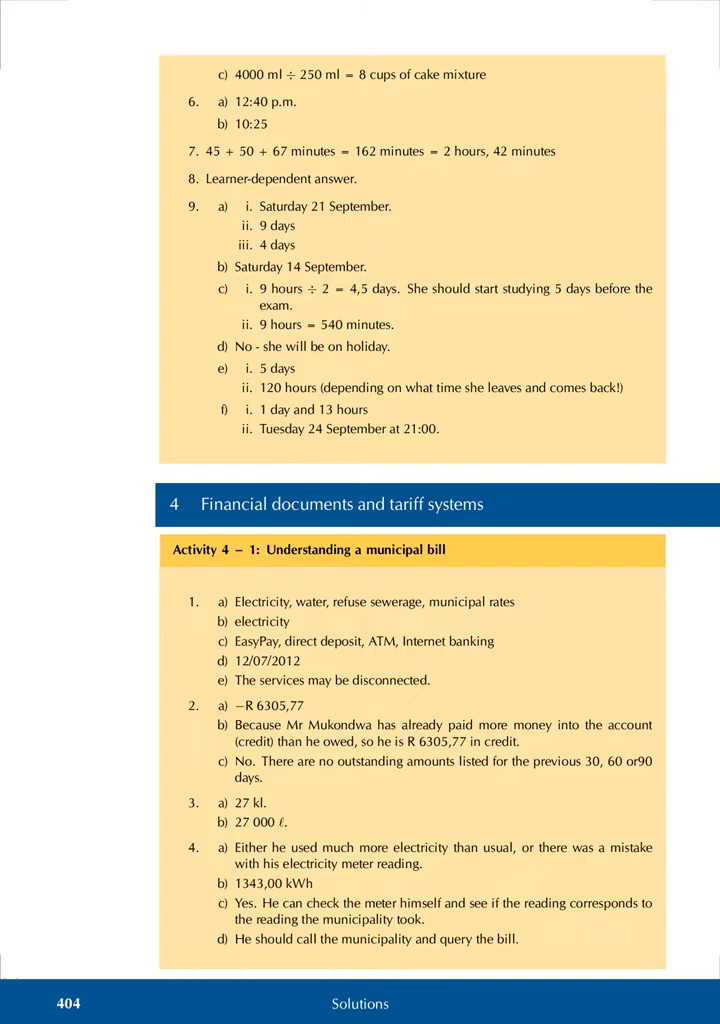 c) 4000 ml ÷ 250 ml = 8 cups of cake mixture
6. a) 12:40 p.m.
b) 10:25
7. 45 + 50 + 67 minutes = 162 minutes = 2 hours, 42 minutes
8. Learner-dependent answer.
9. a) i. Saturday 21 September.
ii. 9 days
iii. 4 days
b) Saturday 14 September.
c) i. 9 hours ÷ 2 = 4,5 days. She should start studying 5 days before the
exam.
ii. 9 hours = 540 minutes.
d) No - she will be on holiday.
e) i. 5 days
ii. 120 hours (depending on what time she leaves and comes back!)
f) i. 1 day and 13 hours
ii. Tuesday 24 September at 21:00.
4 Financial documents and tariff systems
Activity 4 – 1: Understanding a municipal bill
1. a) Electricity, water, refuse sewerage, municipal rates
b) electricity
c) EasyPay, direct deposit, ATM, Internet banking
d) 12/07/2012
e) The services may be disconnected.
2. a) −R 6305,77
b) Because Mr Mukondwa has already paid more money into the account
(credit) than he owed, so he is R 6305,77 in credit.
c) No. There are no outstanding amounts listed for the previous 30, 60 or90
days.
3. a) 27 kl.
b) 27 000 ℓ.
4. a) Either he used much more electricity than usual, or there was a mistake
with his electricity meter reading.
b) 1343,00 kWh
c) Yes. He can check the meter himself and see if the reading corresponds to
the reading the municipality took.
d) He should call the municipality and query the bill.
404 Solutions